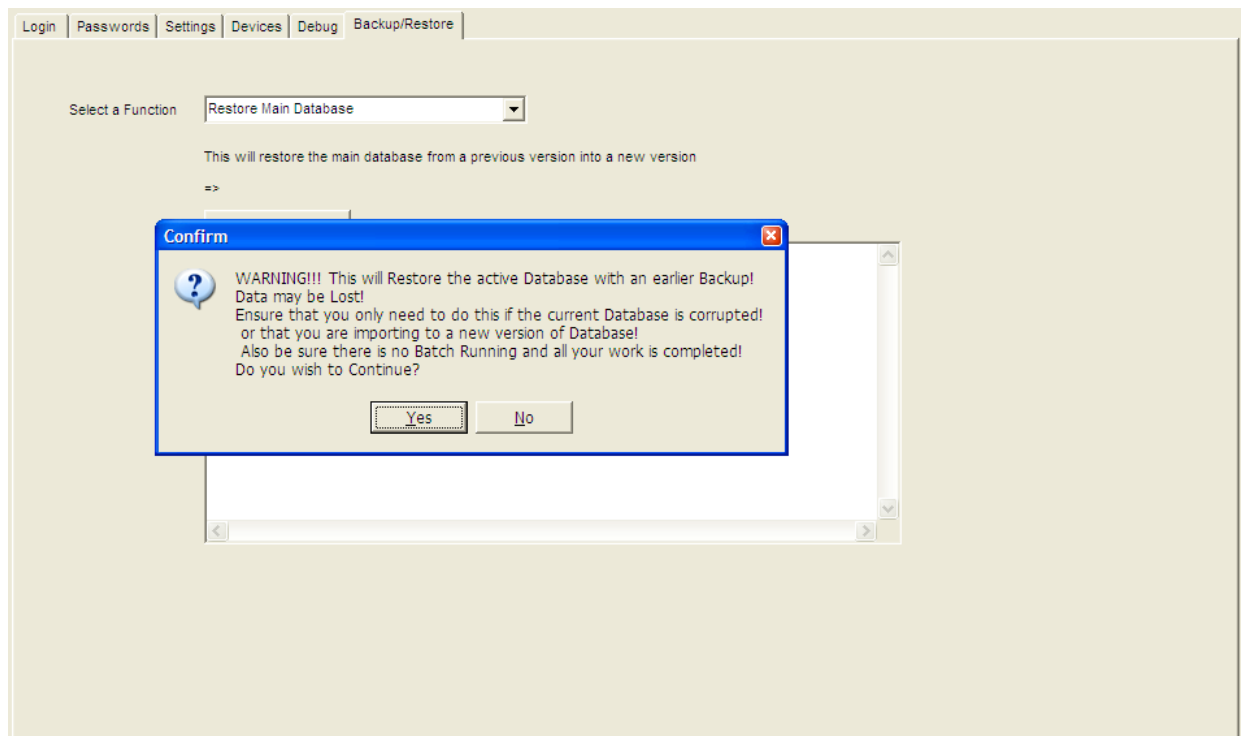 Login Passwords Settings Devices Debug Backup/Restore
Select a Function Restore Main Database
This will restore the main database from a previous version into a new version
=>
Confirm
WARNING!!! This will Restore the active Database with an earlier Backup!
Data may be Lost!
Ensure that you only need to do this if the current Database is corrupted!
or that you are importing to a new version of Database!
Also be sure there is no Batch Running and all your work is completed!
Do you wish to Continue?
Yes No